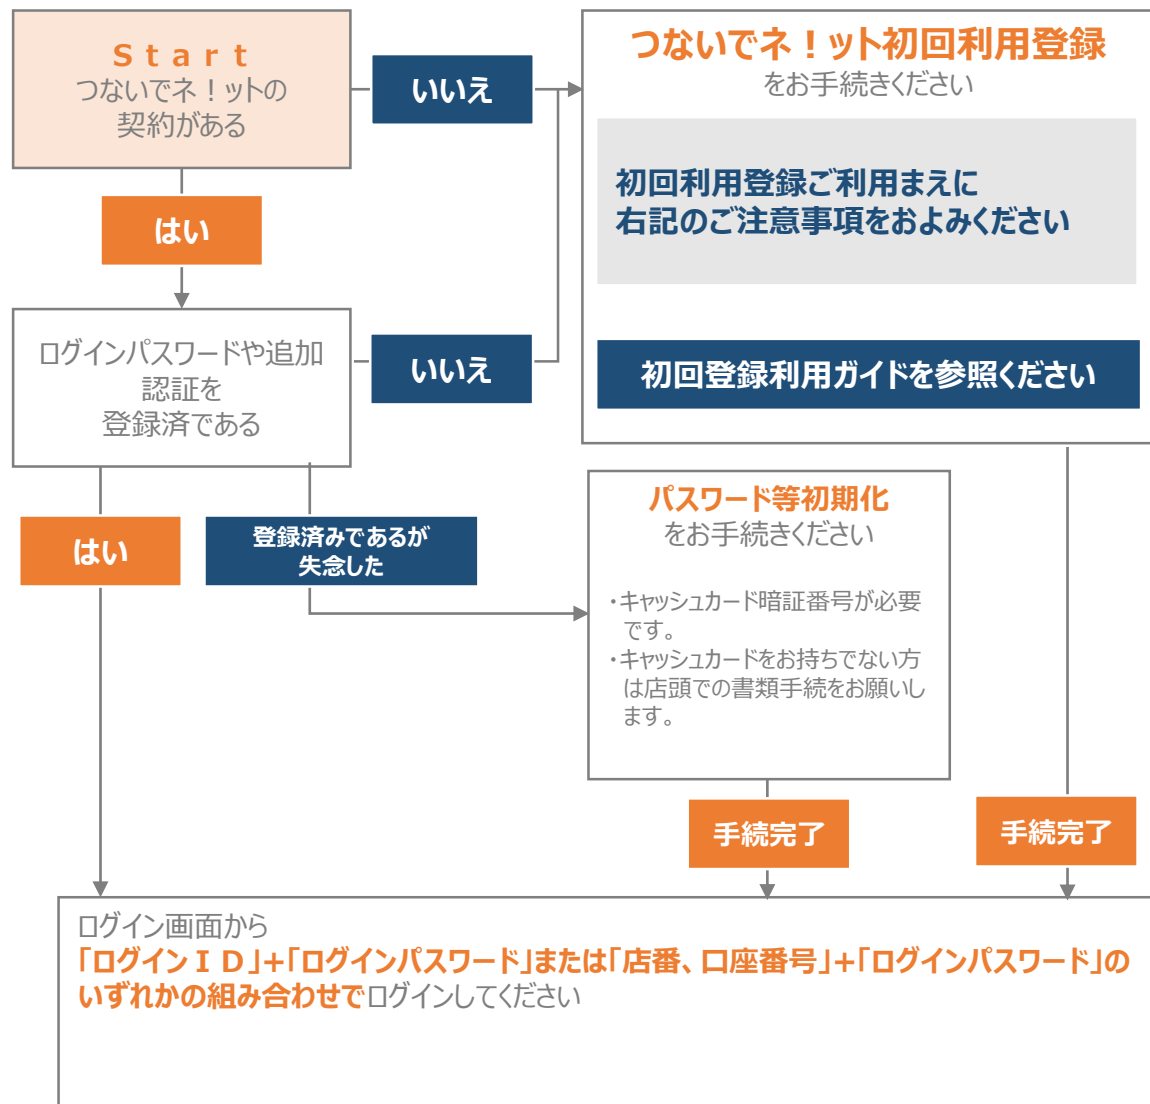 Ｓｔａｒｔ
つないでネ！ットの
契約がある
いいえ
はい
つないでネ！ット初回利用登録
をお手続きください
初回利用登録ご利用まえに
右記のご注意事項をおよみください
初回登録利用ガイドを参照ください
ログインパスワードや追加
認証を
登録済である
いいえ
はい
登録済みであるが
失念した
パスワード等初期化
をお手続きください
・キャッシュカード暗証番号が必要
です。
・キャッシュカードをお持ちでない方
は店頭での書類手続をお願いし
ます。
手続完了
手続完了
ログイン画面から
｢ログインＩＤ｣+｢ログインパスワード｣または｢店番、口座番号｣+｢ログインパスワード｣の
いずれかの組み合わせでログインしてください